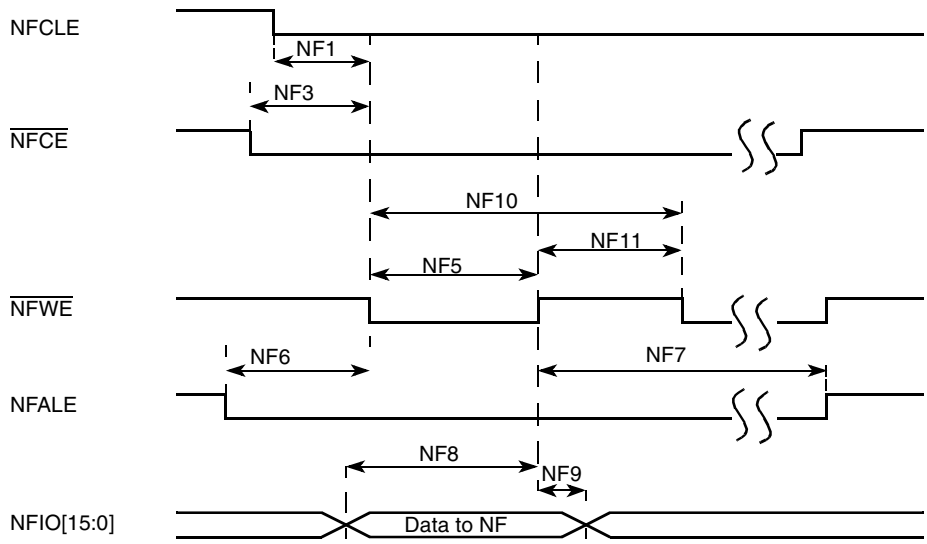 NFCLE
NF1
NF3
NFCE
NF10
NF11
NF5
NFWE
NF6
NF7
NFALE
NF8
NF9
NFIO[15:0]
Data to NF